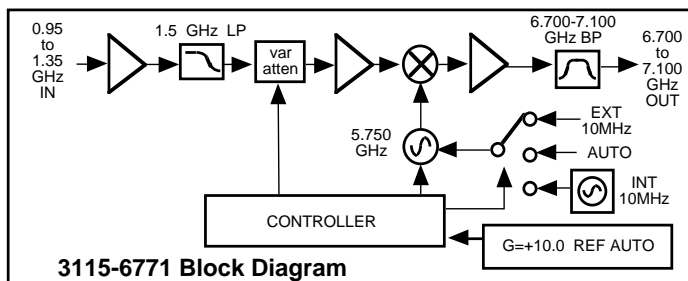 0.95
to
1.35
GHz
IN
1.5 GHz LP
var
atten
6.700-7.100
GHz BP
6.700
to
7.100
GHz
OUT
5.750
GHz
EXT
10MHz
AUTO
INT
10MHz
CONTROLLER
G=+10.0 REF AUTO
3115-6771 Block Diagram